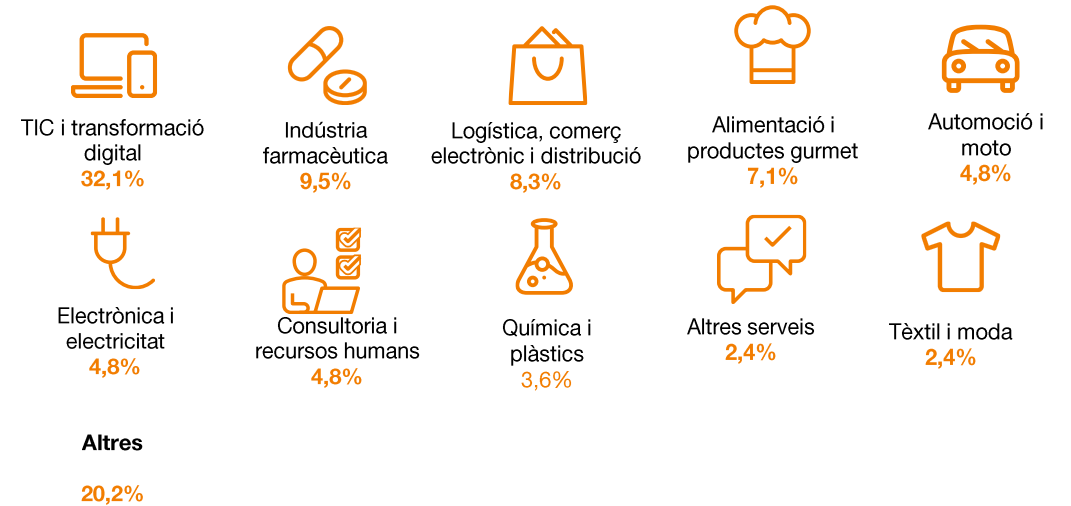 TIC i transformació
digital
32,1%
Indústria
farmacèutica
9,5%
Logística, comerç
electrònic i distribució
8,3%
Alimentació i
productes gurmet
7,1%
Automoció i
moto
4,8%
Electrònica i
electricitat
4,8%
Consultoria i
recursos humans
4,8%
Química i
plàstics
3,6%
Altres serveis
2,4%
Tèxtil i moda
2,4%
Altres
20,2%